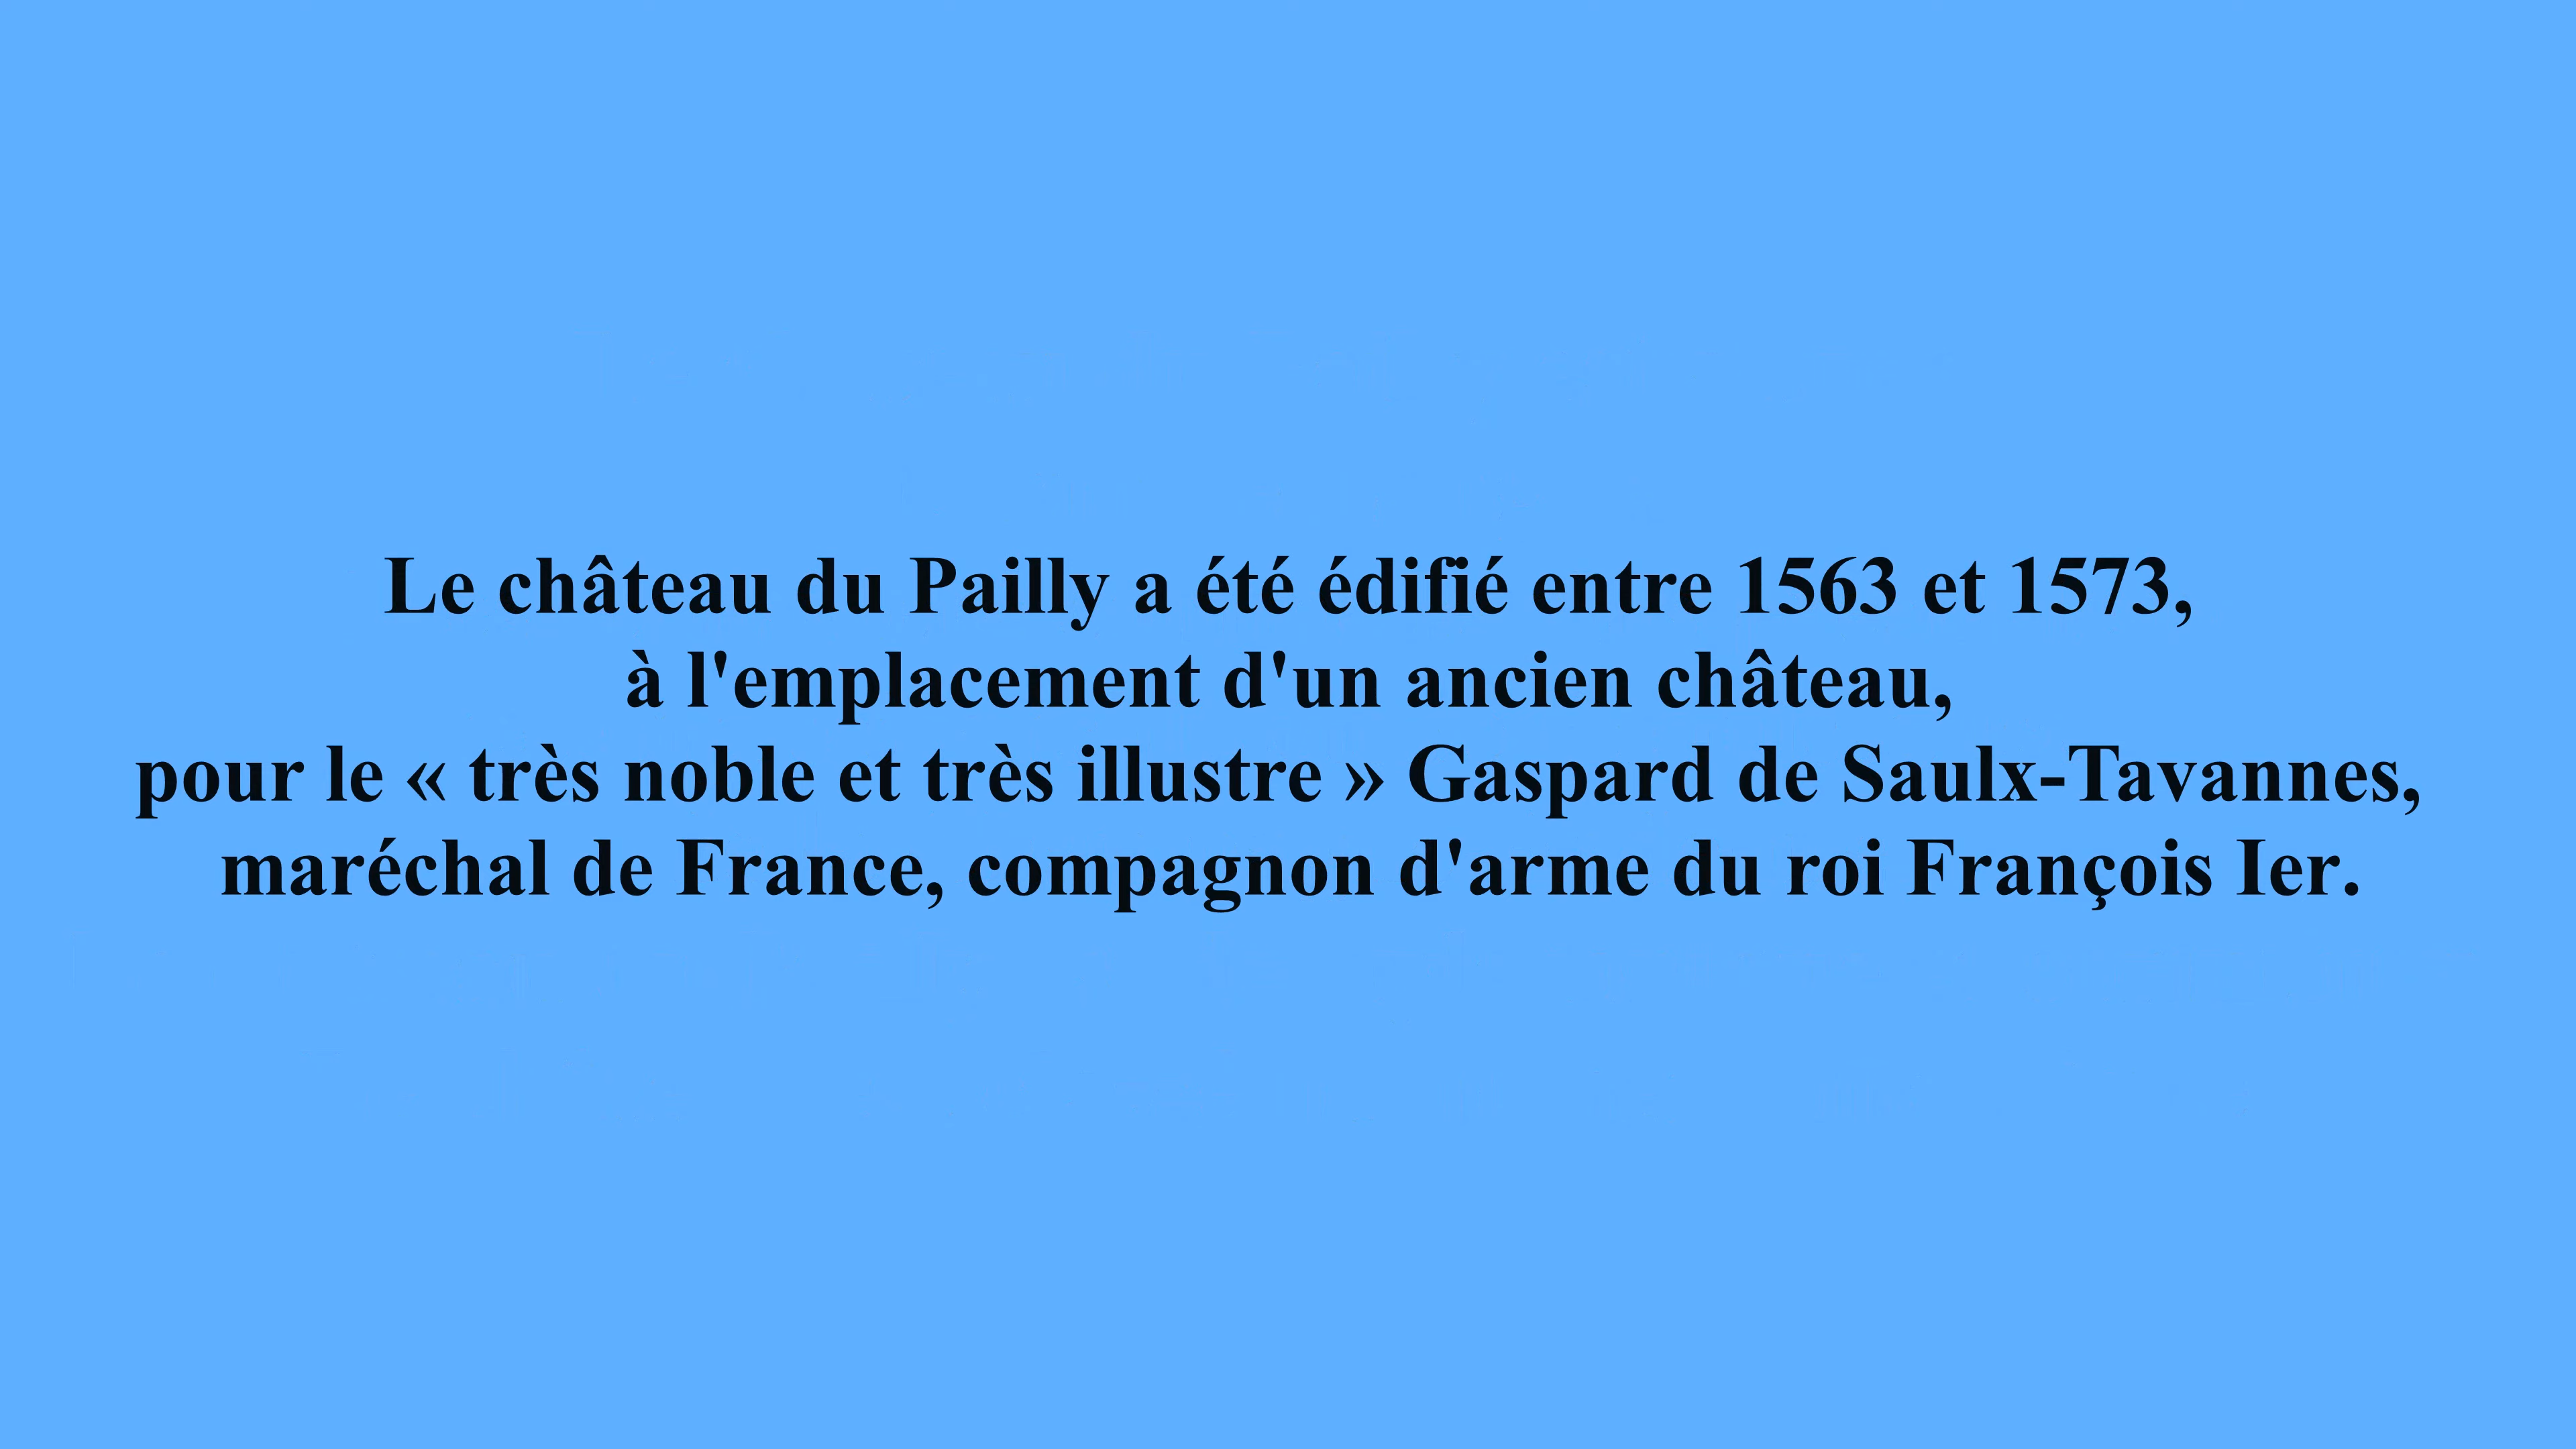 Le château du Pailly a été édifié entre 1563 et 1573,
à l'emplacement d'un ancien château,
pour le « très noble et très illustre » Gaspard de Saulx-Tavannes,
maréchal de France, compagnon d'arme du roi François Ier.